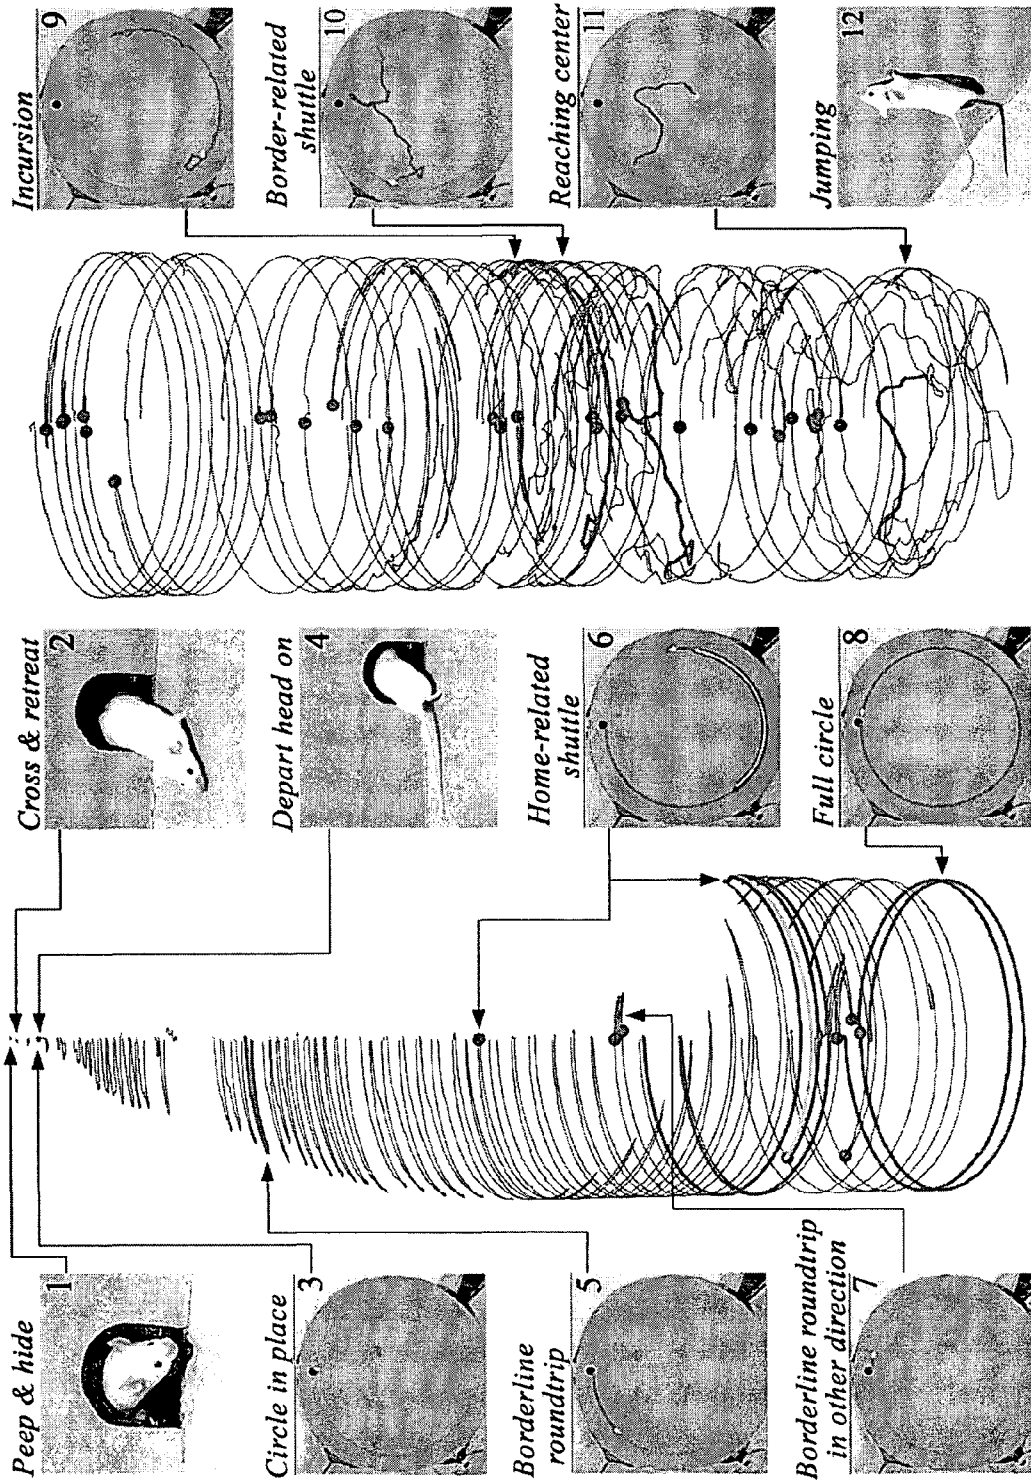 Peep & hide
1
Cross & retreat
2
Circle in place
3
Depart head on
4
Borderline
roundtrip
5
Home-related
shuttle
6
Borderline roundtrip
in other direction
7
Full circle
8
Incursion
9
Border-related
shuttle
10
Reaching center
11
Jumping
12